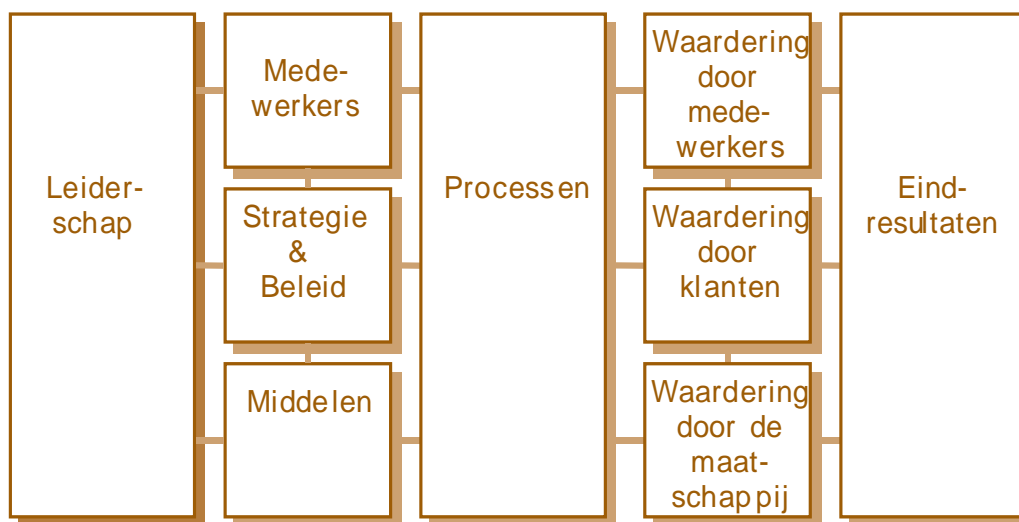 Leider-
schap
Mede-
werkers
Strategie
&
Beleid
Middelen
Processen
Waardering
door
mede-
werkers
Waardering
door
klanten
Waardering
door de
maat-
schappij
Eind-
resultaten